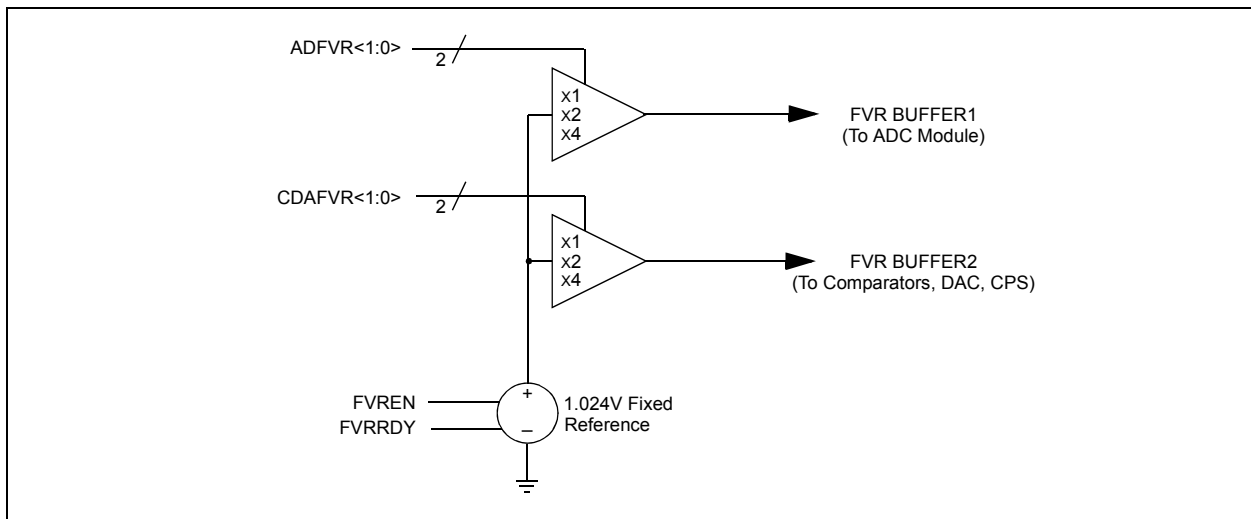 ADFVR<1:0>
2
X1
X2
X4
FVR BUFFER1
(To ADC Module)
CDAFVR<1:0>
2
X1
X2
X4
FVR BUFFER2
(To Comparators, DAC, CPS)
FVREN
FVRRDY
+
_
1.024V Fixed
Reference